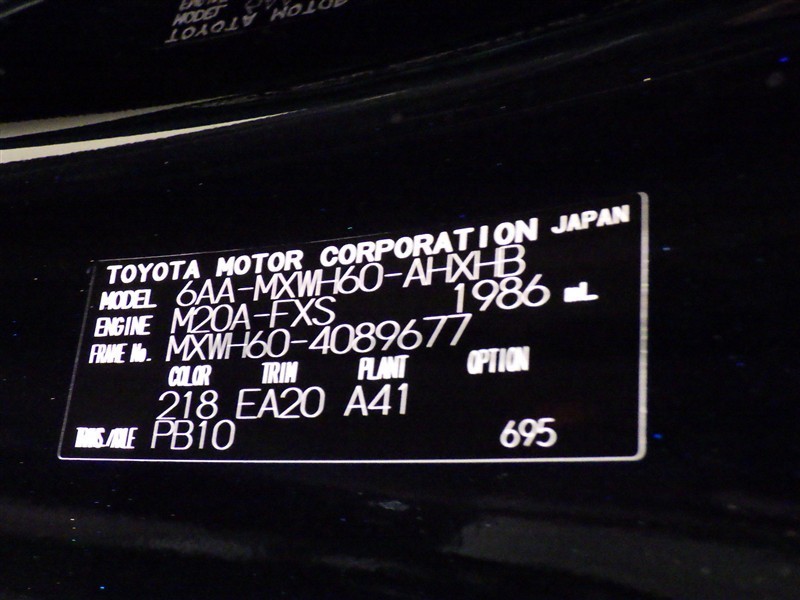 TOYOTA MOTOR CORPORATION JAPAN
MODEL 6AA-MXWH60-AHXHB
ENGINE M20A-FXS 1986 mL
FRAME No. MXWH60-4089677
COLOR TRIM PLANT OPTION
218 EA20 A41
TRANS./AXLE PB10 695